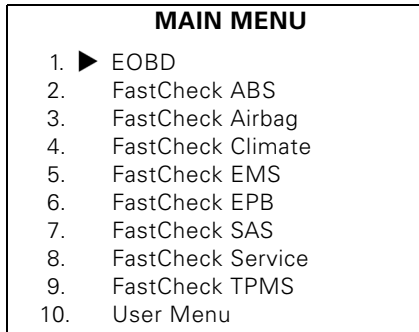 MAIN MENU
1. ▶ EOBD
2. FastCheck ABS
3. FastCheck Airbag
4. FastCheck Climate
5. FastCheck EMS
6. FastCheck EPB
7. FastCheck SAS
8. FastCheck Service
9. FastCheck TPMS
10. User Menu